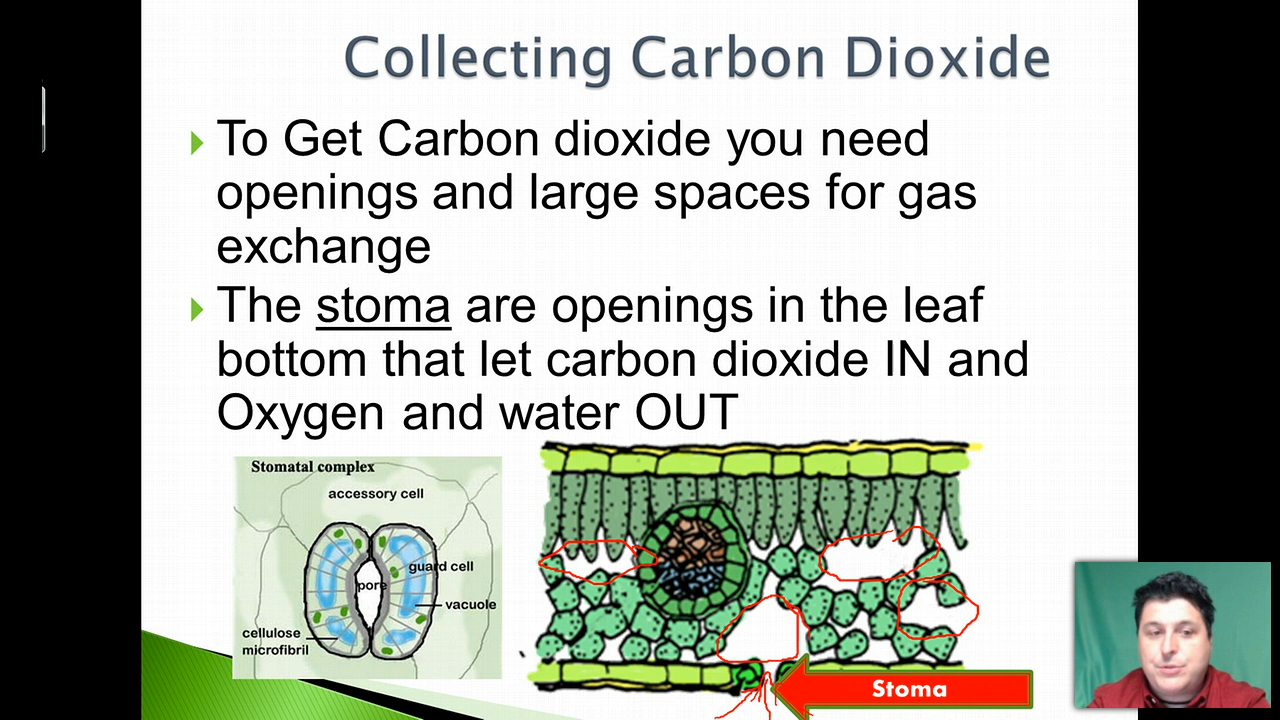 Collecting Carbon Dioxide
To Get Carbon dioxide you need
openings and large spaces for gas
exchange
The stoma are openings in the leaf
bottom that let carbon dioxide IN and
Oxygen and water OUT
Stomatal complex
accessory cell
guard cell
pore
vacuole
cellulose
microfibril
Stoma